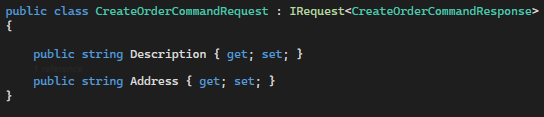 public class CreateOrderCommandRequest : IRequest<CreateOrderCommandResponse>
{
public string Description { get; set; }
public string Address { get; set; }
}